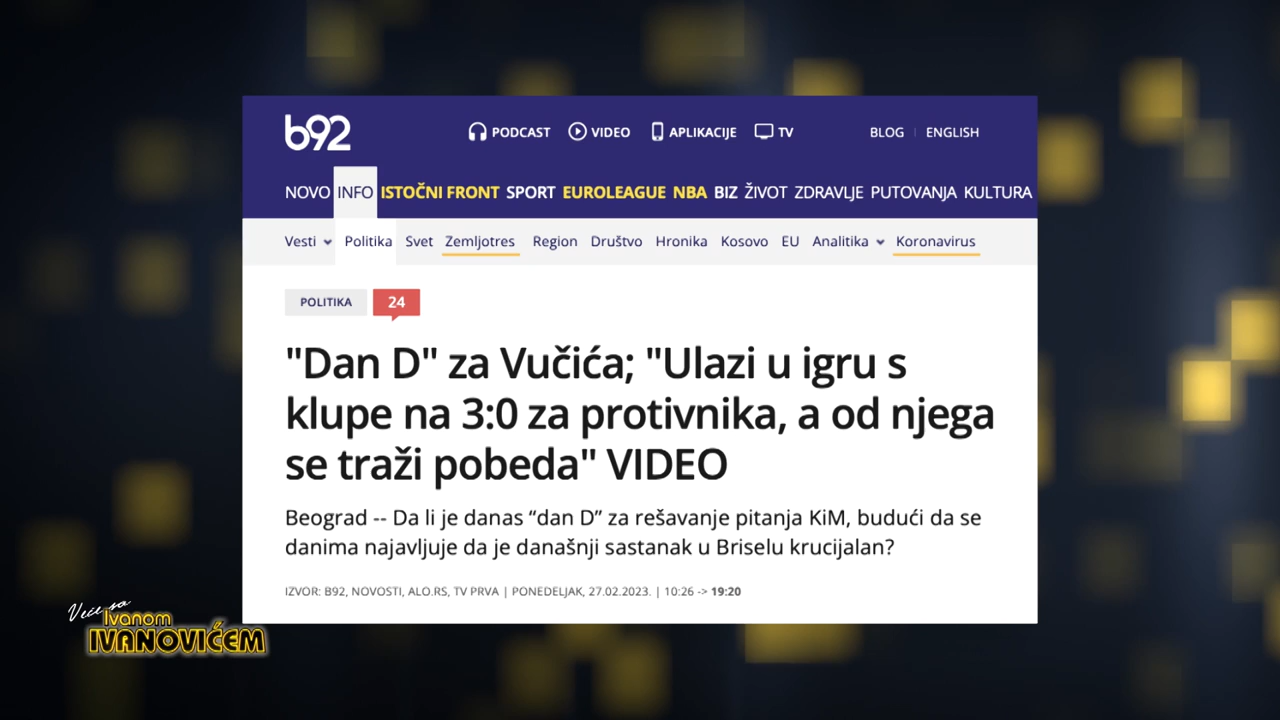 b92
PODCAST VIDEO APLIKACIJE TV BLOG ENGLISH
NOVO INFO ISTOČNI FRONT SPORT EUROLEAGUE NBA BIZ ŽIVOT ZDRAVLJE PUTOVANJA KULTURA
Vesti Politika Svet Zemljotres Region Društvo Hronika Kosovo EU Analitika Koronavirus
POLITIKA 24
"Dan D" za Vučića; "Ulazi u igru s
klupe na 3:0 za protivnika, a od njega
se traži pobeda" VIDEO
Beograd -- Da li je danas “dan D” za rešavanje pitanja KiM, budući da se
danima najavljuje da je današnji sastanak u Briselu krucijalan?
IZVOR: B92, NOVOSTI, ALO.RS, TV PRVA | PONEDELJAK, 27.02.2023. | 10:26 -> 19:20
Veče sa
Ivanom
IVANOVIĆEM